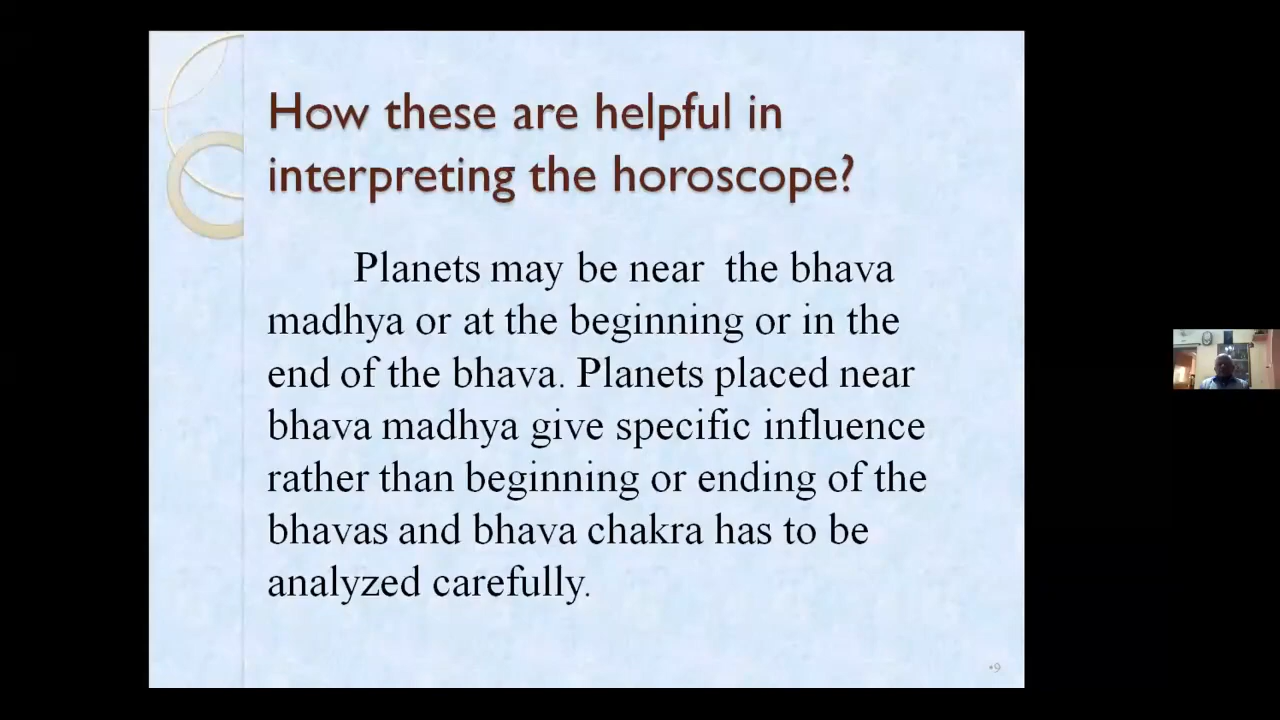 How these are helpful in
interpreting the horoscope?
Planets may be near the bhava
madhya or at the beginning or in the
end of the bhava. Planets placed near
bhava madhya give specific influence
rather than beginning or ending of the
bhavas and bhava chakra has to be
analyzed carefully.
•9